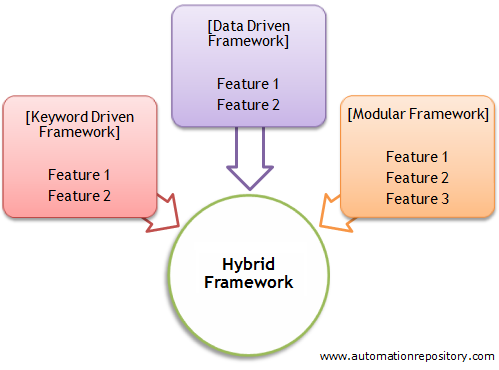 [Data Driven
Framework]
Feature 1
Feature 2
[Keyword Driven
Framework]
Feature 1
Feature 2
[Modular Framework]
Feature 1
Feature 2
Feature 3
Hybrid
Framework
www.automationrepository.com